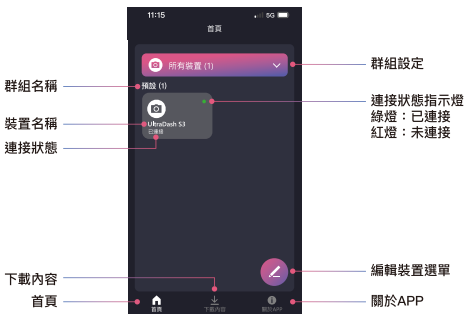 11:15
5G
首頁
所有裝置 (1)
群組設定
群組名稱
預設 (1)
連接狀態指示燈
綠燈：已連接
紅燈：未連接
裝置名稱
UltraDash S3
連接狀態
已連接
編輯裝置選單
下載內容
首頁
首頁
下載內容
關於APP
關於APP